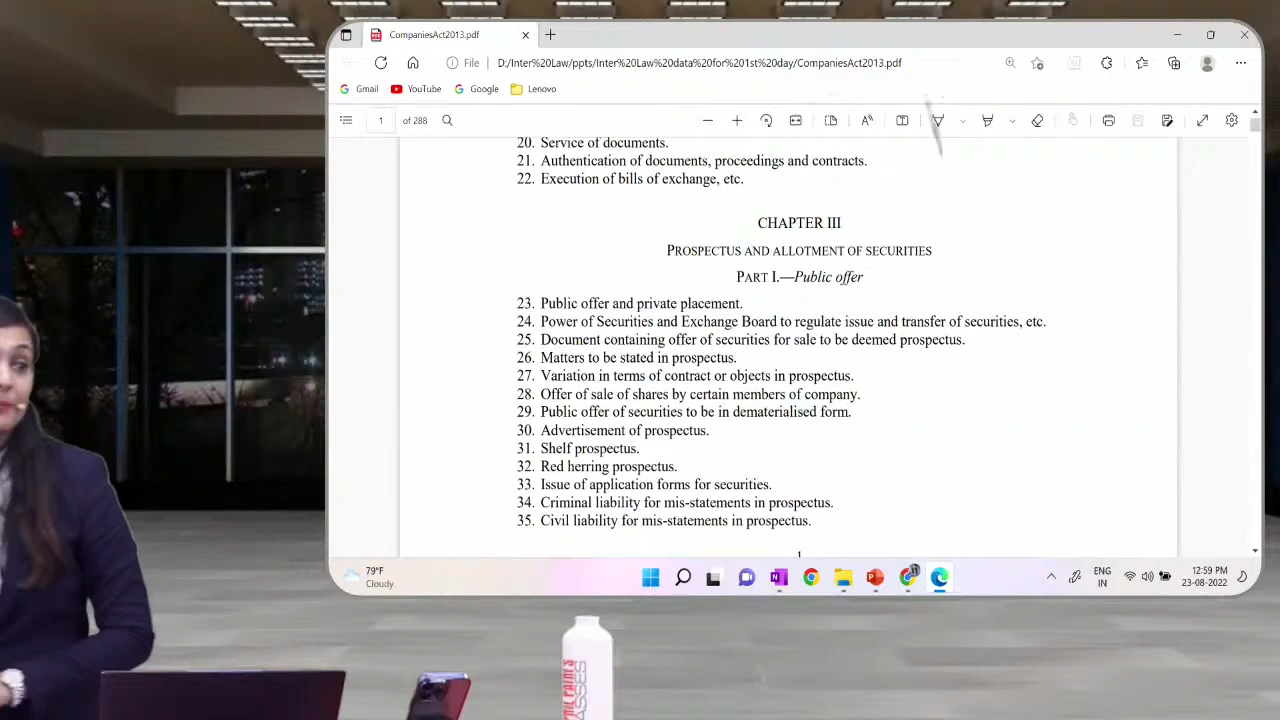 CompaniesAct2013.pdf
File D:/Inter%20Law/ppts/Inter%20Law%20data%20for%201st%20day/CompaniesAct2013.pdf
Gmail YouTube Google Lenovo
1 of 288
20. Service of documents.
21. Authentication of documents, proceedings and contracts.
22. Execution of bills of exchange, etc.
CHAPTER III
PROSPECTUS AND ALLOTMENT OF SECURITIES
PART I.—Public offer
23. Public offer and private placement.
24. Power of Securities and Exchange Board to regulate issue and transfer of securities, etc.
25. Document containing offer of securities for sale to be deemed prospectus.
26. Matters to be stated in prospectus.
27. Variation in terms of contract or objects in prospectus.
28. Offer of sale of shares by certain members of company.
29. Public offer of securities to be in dematerialised form.
30. Advertisement of prospectus.
31. Shelf prospectus.
32. Red herring prospectus.
33. Issue of application forms for securities.
34. Criminal liability for mis-statements in prospectus.
35. Civil liability for mis-statements in prospectus.
1
79°F
Cloudy
ENG
IN
12:59 PM
23-08-2022